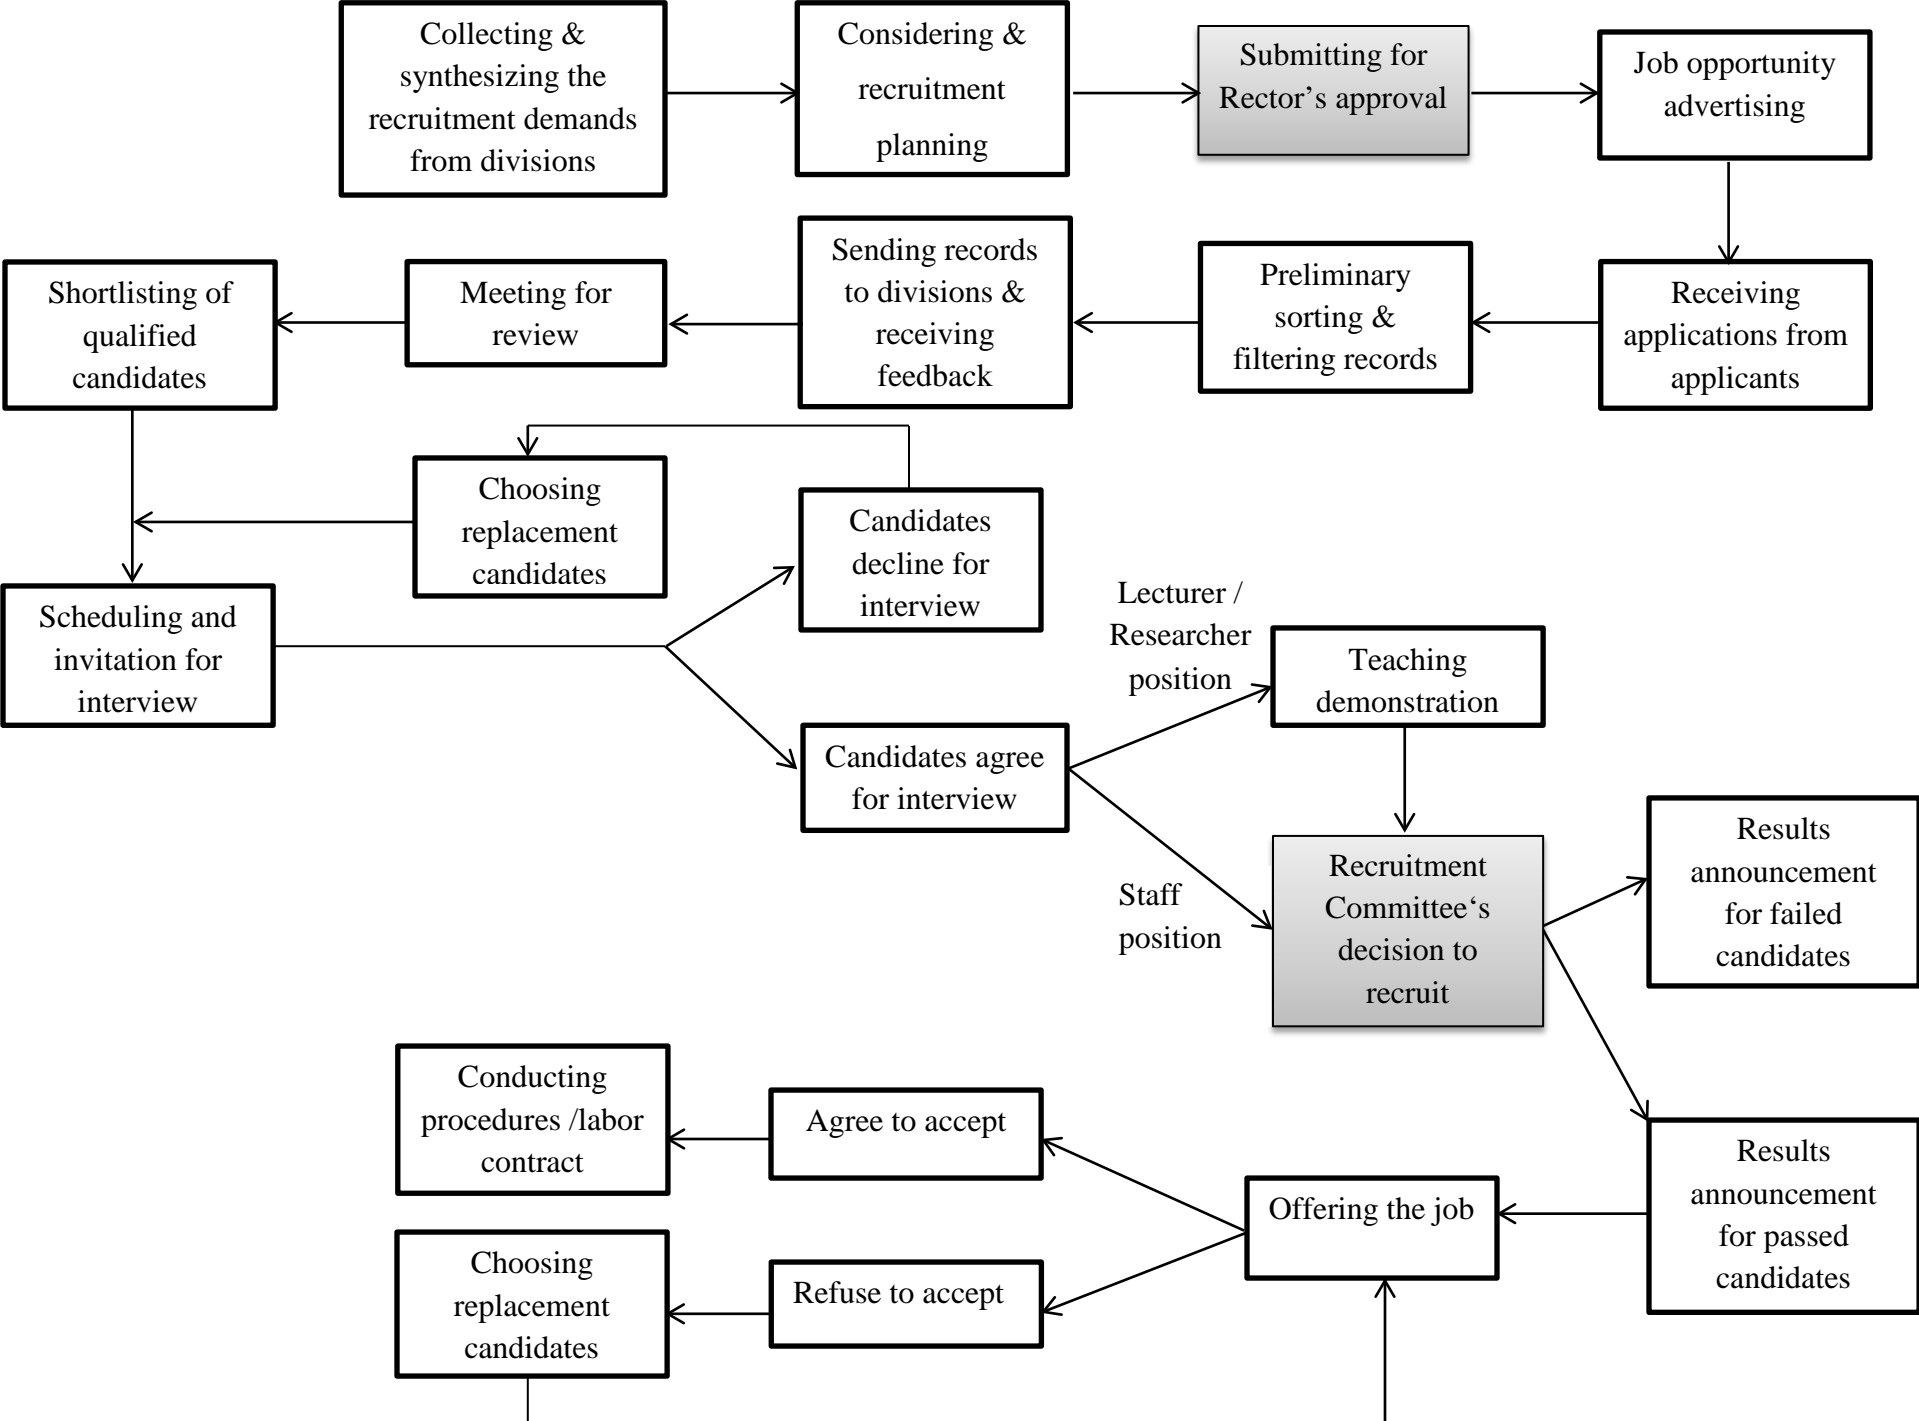 Collecting &
synthesizing the
recruitment demands
from divisions
Considering &
recruitment
planning
Submitting for
Rector’s approval
Job opportunity
advertising
Receiving
applications from
applicants
Preliminary
sorting &
filtering records
Sending records
to divisions &
receiving
feedback
Meeting for
review
Shortlisting of
qualified
candidates
Choosing
replacement
candidates
Candidates
decline for
interview
Scheduling and
invitation for
interview
Candidates agree
for interview
Lecturer /
Researcher
position
Teaching
demonstration
Staff
position
Recruitment
Committee‘s
decision to
recruit
Results
announcement
for failed
candidates
Results
announcement
for passed
candidates
Offering the job
Agree to accept
Conducting
procedures /labor
contract
Refuse to accept
Choosing
replacement
candidates